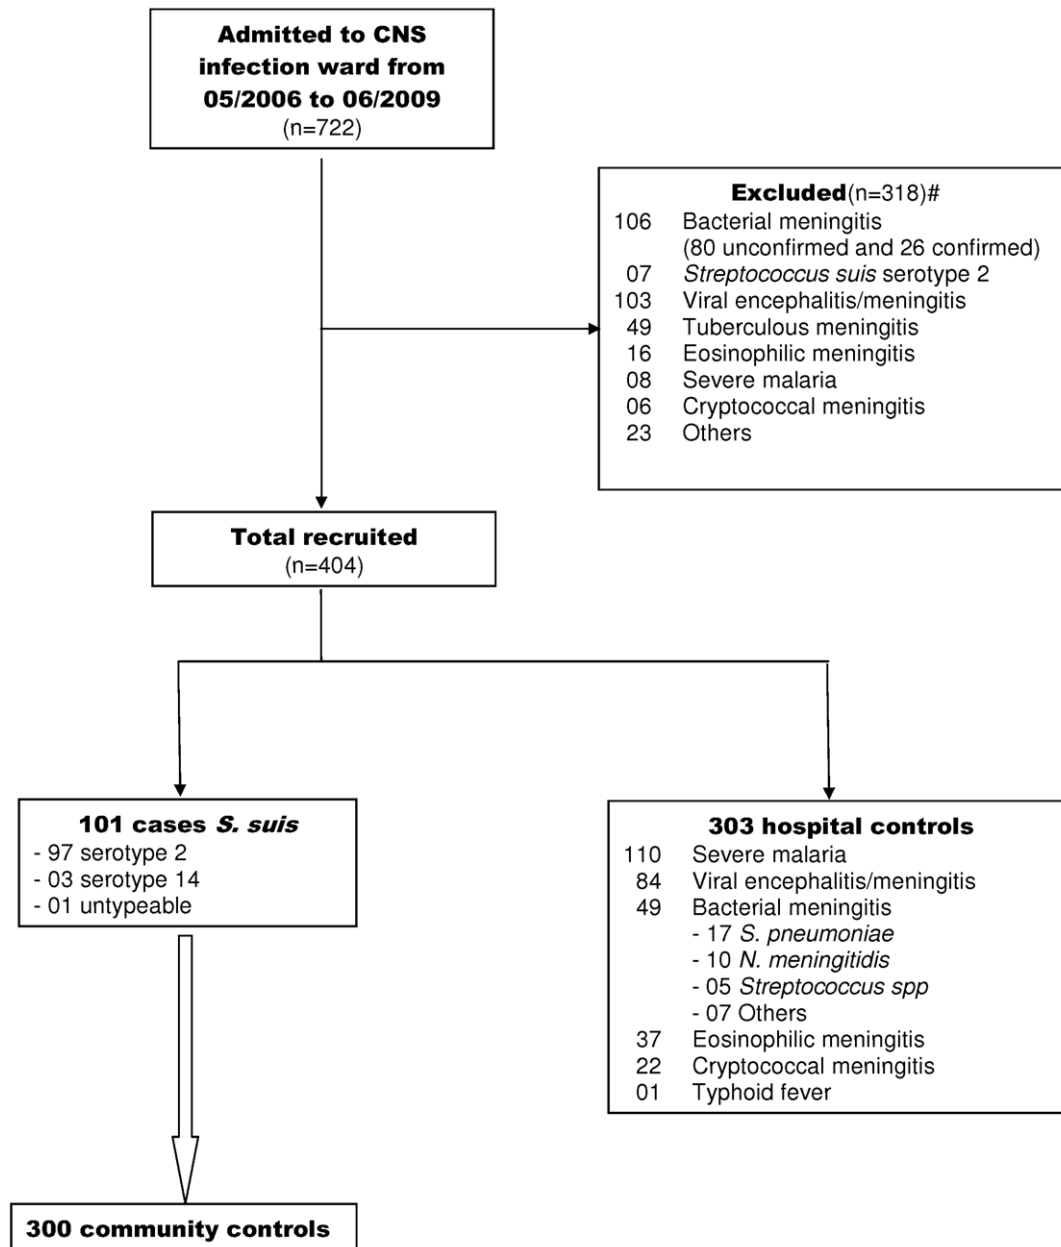 Admitted to CNS
infection ward from
05/2006 to 06/2009
(n=722)
Excluded(n=318)#
106 Bacterial meningitis
(80 unconfirmed and 26 confirmed)
07 Streptococcus suis serotype 2
103 Viral encephalitis/meningitis
49 Tuberculous meningitis
16 Eosinophilic meningitis
08 Severe malaria
06 Cryptococcal meningitis
23 Others
Total recruited
(n=404)
101 cases S. suis
- 97 serotype 2
- 03 serotype 14
- 01 untypeable
303 hospital controls
110 Severe malaria
84 Viral encephalitis/meningitis
49 Bacterial meningitis
- 17 S. pneumoniae
- 10 N. meningitidis
- 05 Streptococcus spp
- 07 Others
37 Eosinophilic meningitis
22 Cryptococcal meningitis
01 Typhoid fever
300 community controls